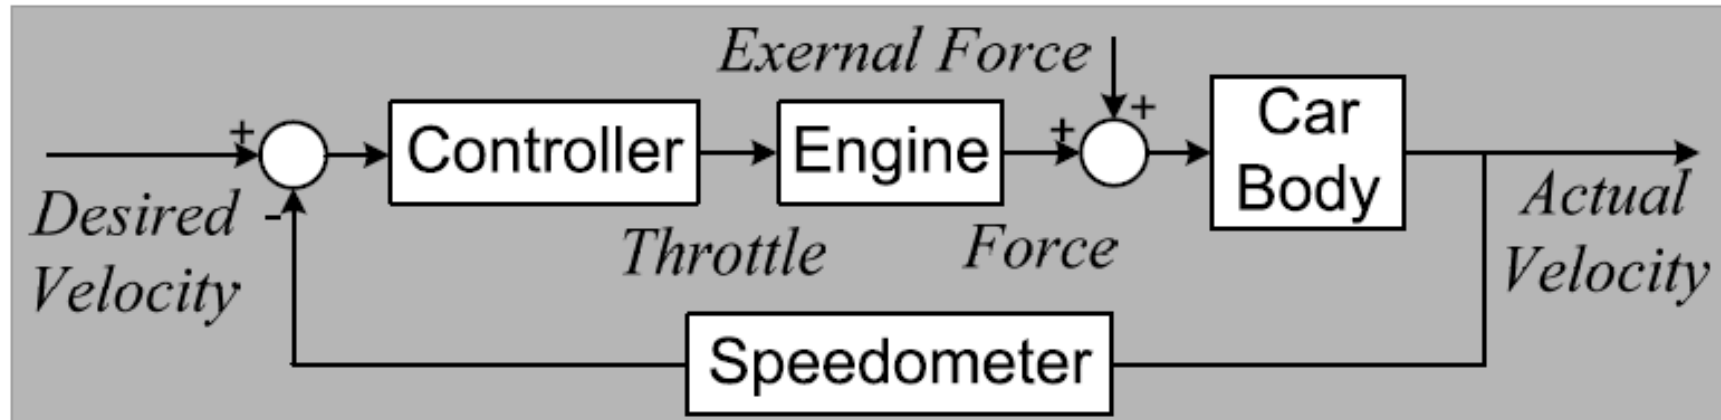 Exernal Force
+
+
+
Controller
Engine
Car
Body
Desired
Velocity
-
Throttle
Force
Actual
Velocity
Speedometer